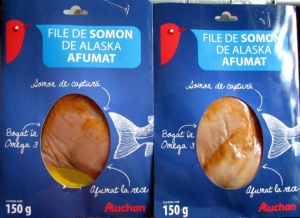 FILE DE SOMON
DE ALASKA
AFUMAT
Somon de captură
Bogat în
Omega 3
Afumat la rece
150 g
Auchan
FILE DE SOMON
DE ALASKA
AFUMAT
Somon de captură
Bogat în
Omega 3
Afumat la rece
150 g
Auchan